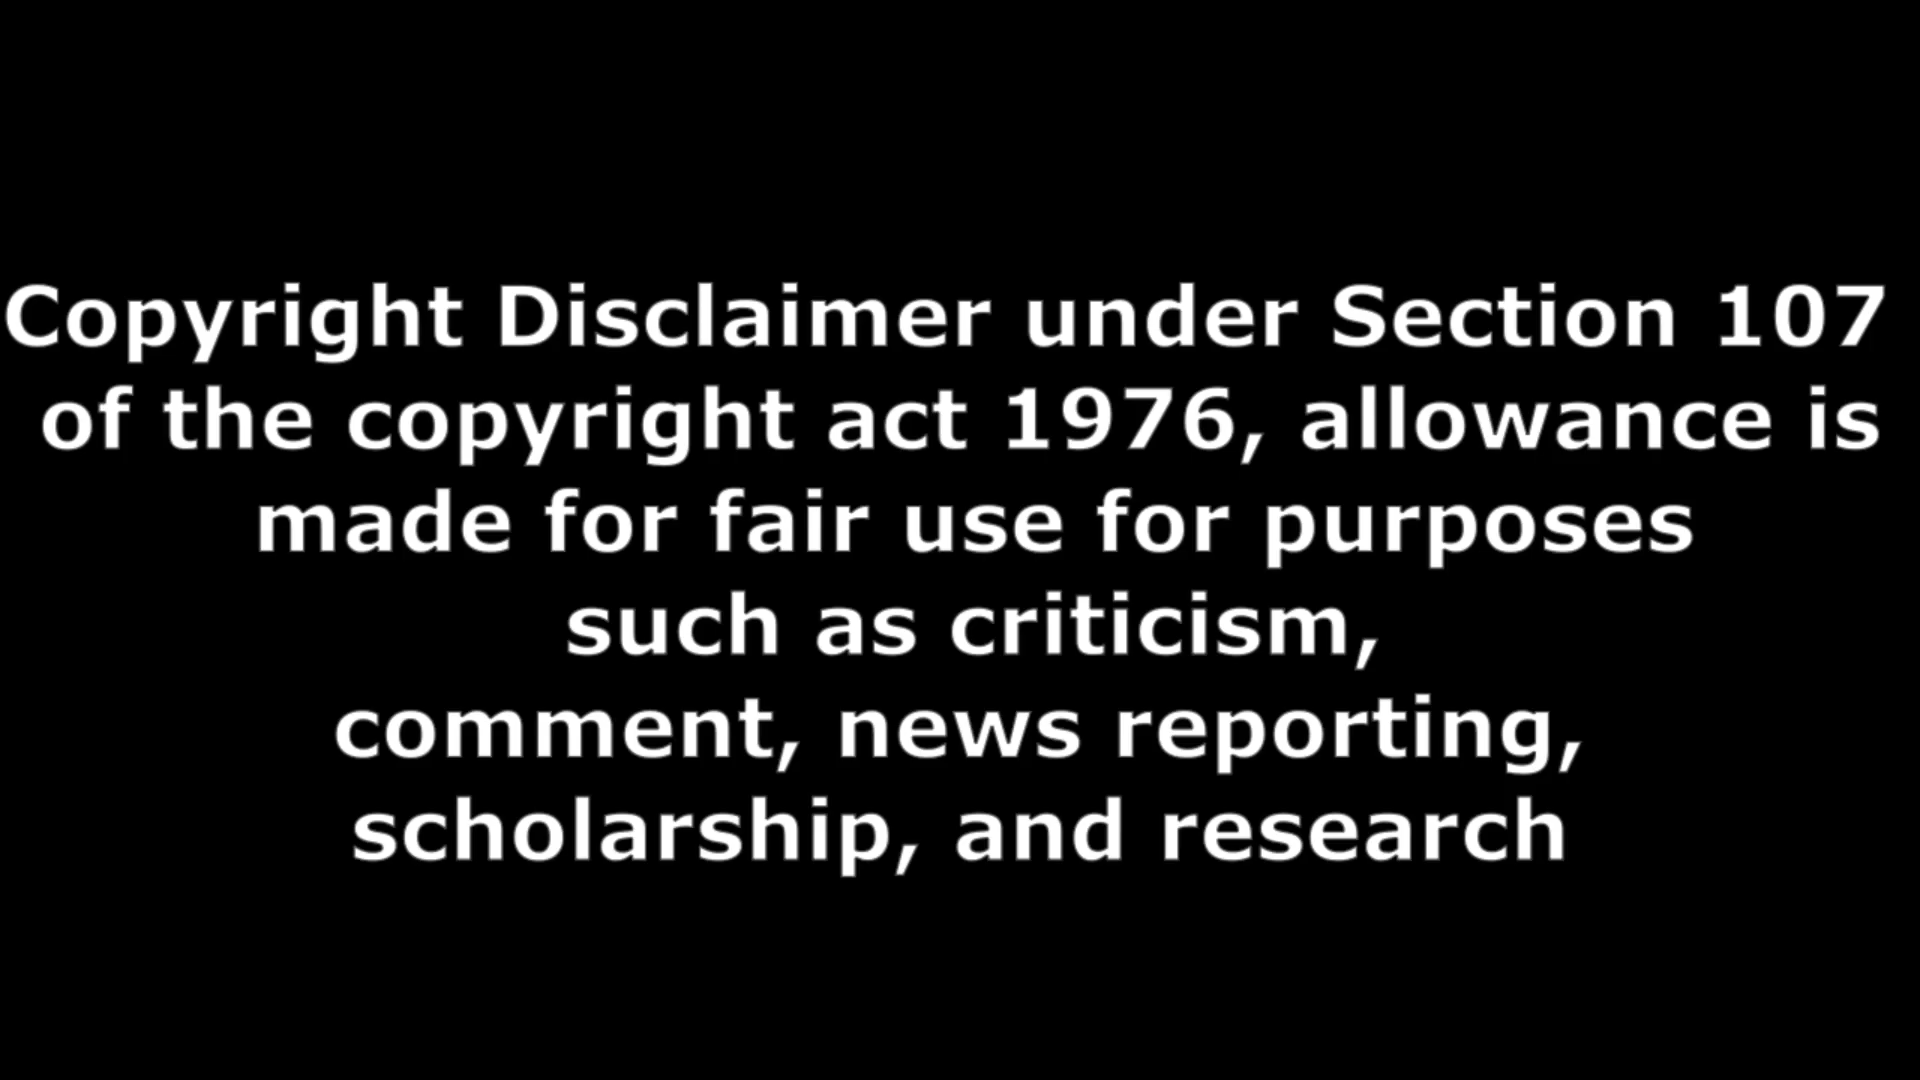 Copyright Disclaimer under Section 107
of the copyright act 1976, allowance is
made for fair use for purposes
such as criticism,
comment, news reporting,
scholarship, and research